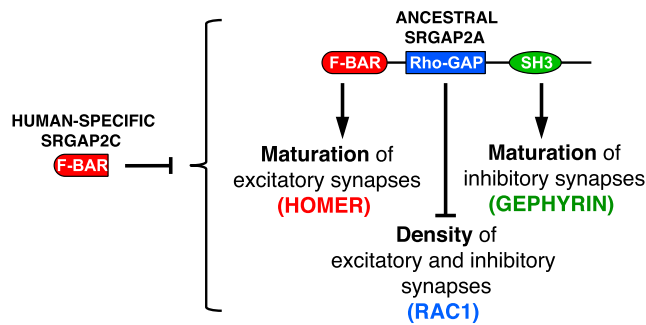 ANCESTRAL
SRGAP2A
F-BAR Rho-GAP SH3
HUMAN-SPECIFIC
SRGAP2C
F-BAR
Maturation of
excitatory synapses
(HOMER)
Maturation of
inhibitory synapses
(GEPHYRIN)
Density of
excitatory and inhibitory
synapses
(RAC1)